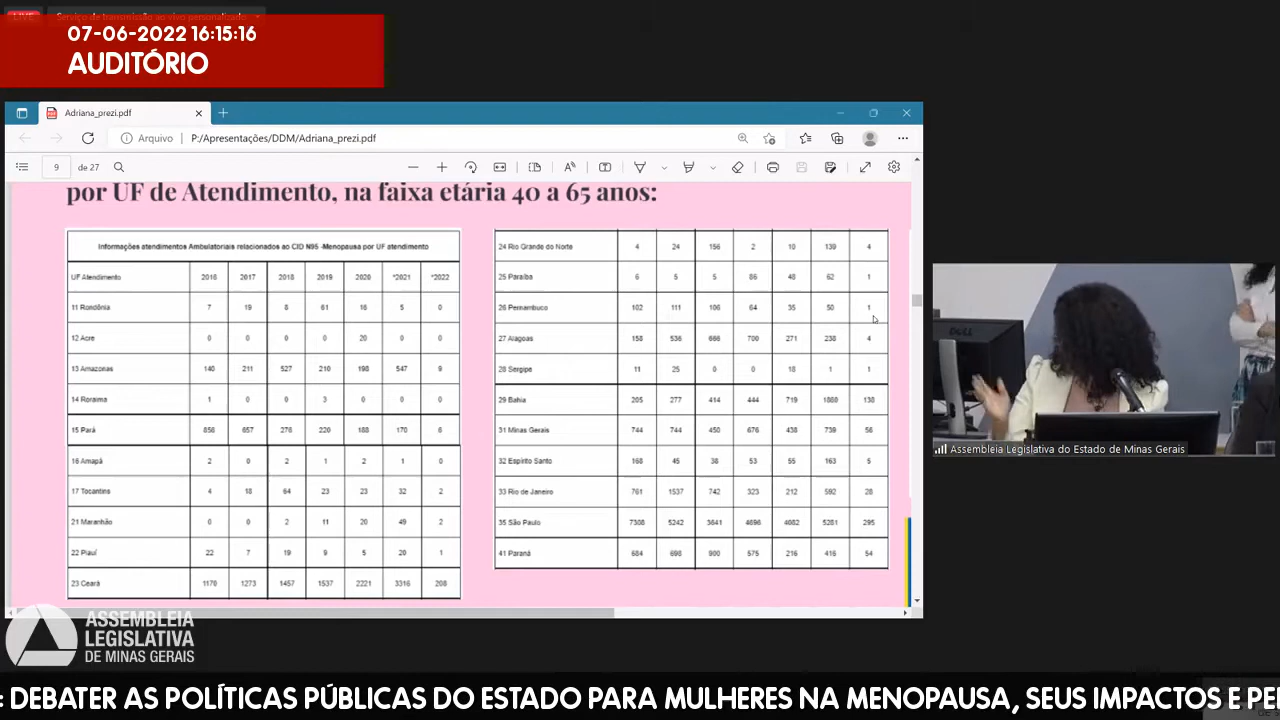 LIVE
Serviço de transmissão ao vivo personalizado
07-06-2022 16:15:16
AUDITÓRIO
Adriana_prezi.pdf
Arquivo P:/Apresentações/DDM/Adriana_prezi.pdf
9 de 27
por UF de Atendimento, na faixa etária 40 a 65 anos:
Informações atendimentos Ambulatoriais relacionados ao CID N95 -Menopausa por UF atendimento
UF Atendimento 2016 2017 2018 2019 2020 *2021 *2022
11 Rondônia 7 19 8 61 16 5 0
12 Acre 0 0 0 0 20 0 0
13 Amazonas 140 211 527 210 198 547 9
14 Roraima 1 0 0 3 0 0 0
15 Pará 856 657 276 220 188 170 6
16 Amapá 2 0 2 1 2 1 0
17 Tocantins 4 18 64 23 23 32 2
21 Maranhão 0 0 2 11 20 49 2
22 Piauí 22 7 19 9 5 20 1
23 Ceará 1170 1273 1457 1537 2221 3316 208
24 Rio Grande do Norte 4 24 156 2 10 139 4
25 Paraíba 6 5 5 86 48 62 1
26 Pernambuco 102 111 106 64 35 50 1
27 Alagoas 158 536 666 700 271 238 4
28 Sergipe 11 25 0 0 18 1 1
29 Bahia 205 277 414 444 719 1880 138
31 Minas Gerais 744 744 450 676 438 739 56
32 Espírito Santo 168 45 38 53 55 163 5
33 Rio de Janeiro 761 1537 742 323 212 592 28
35 São Paulo 7308 5242 3641 4696 4082 5281 295
41 Paraná 684 698 900 575 216 416 54
DELL
Assembleia Legislativa do Estado de Minas Gerais
ASSEMBLEIA
LEGISLATIVA
DE MINAS GERAIS
: DEBATER AS POLÍTICAS PÚBLICAS DO ESTADO PARA MULHERES NA MENOPAUSA, SEUS IMPACTOS E PE